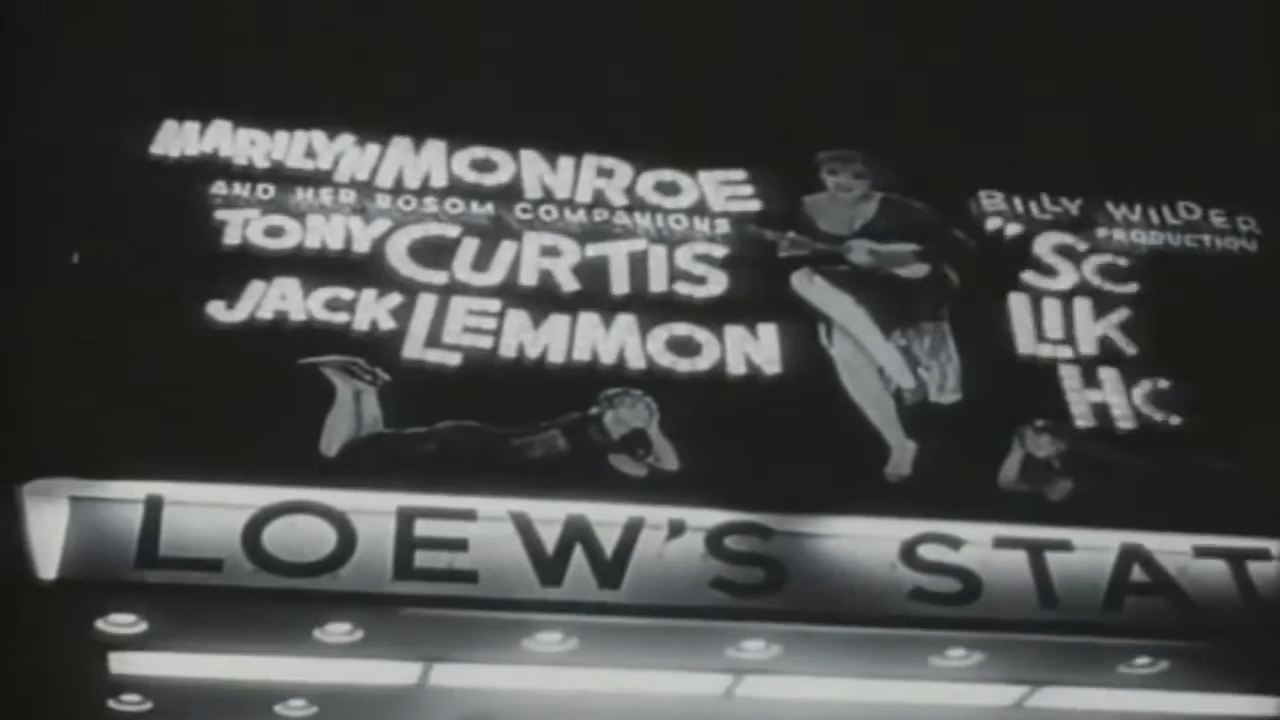 MARILYN MONROE
AND HER BOSOM COMPANIONS
TONY CURTIS
JACK LEMMON
BILLY WILDER
PRODUCTION
"SC
LIK
HC
LOEW'S STAT